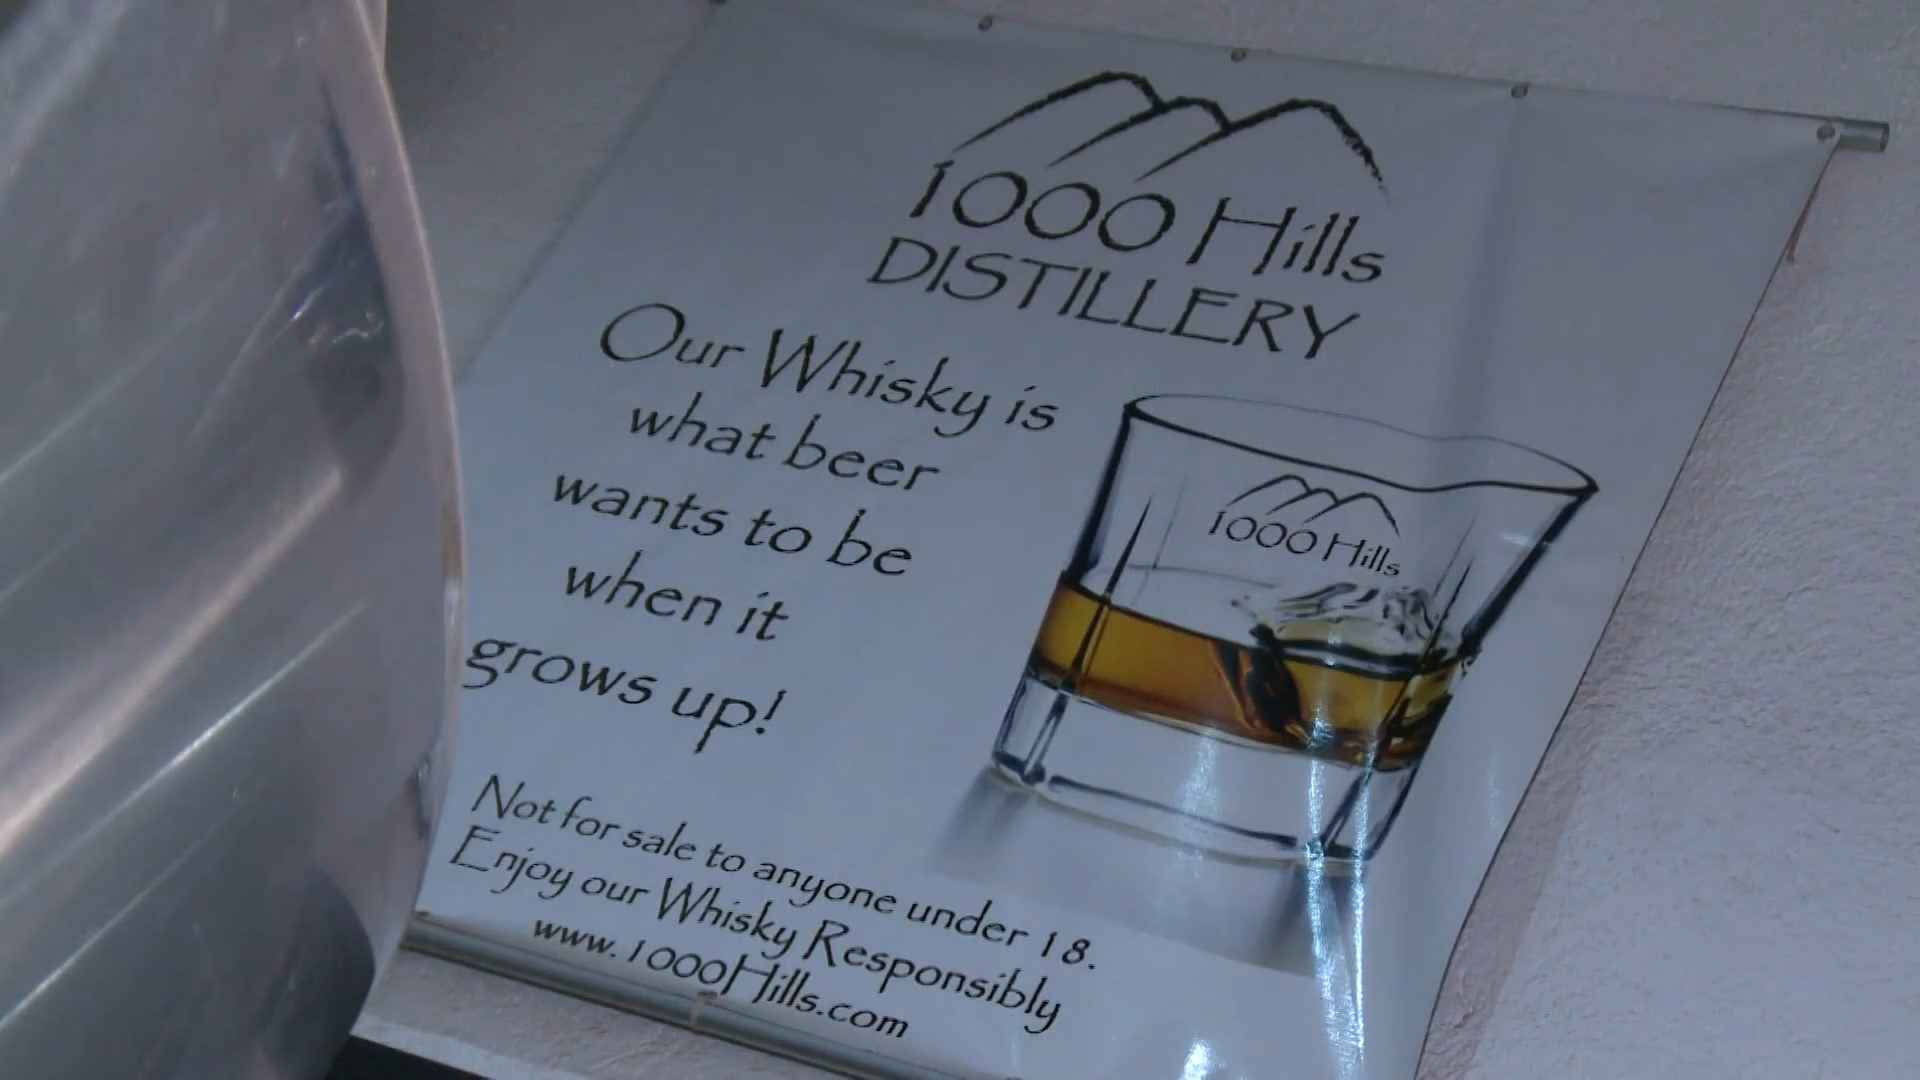 1000 Hills
DISTILLERY
Our Whisky is
what beer
wants to be
when it
grows up!
1000 Hills
Not for sale to anyone under 18.
Enjoy our Whisky Responsibly
www.1000Hills.com